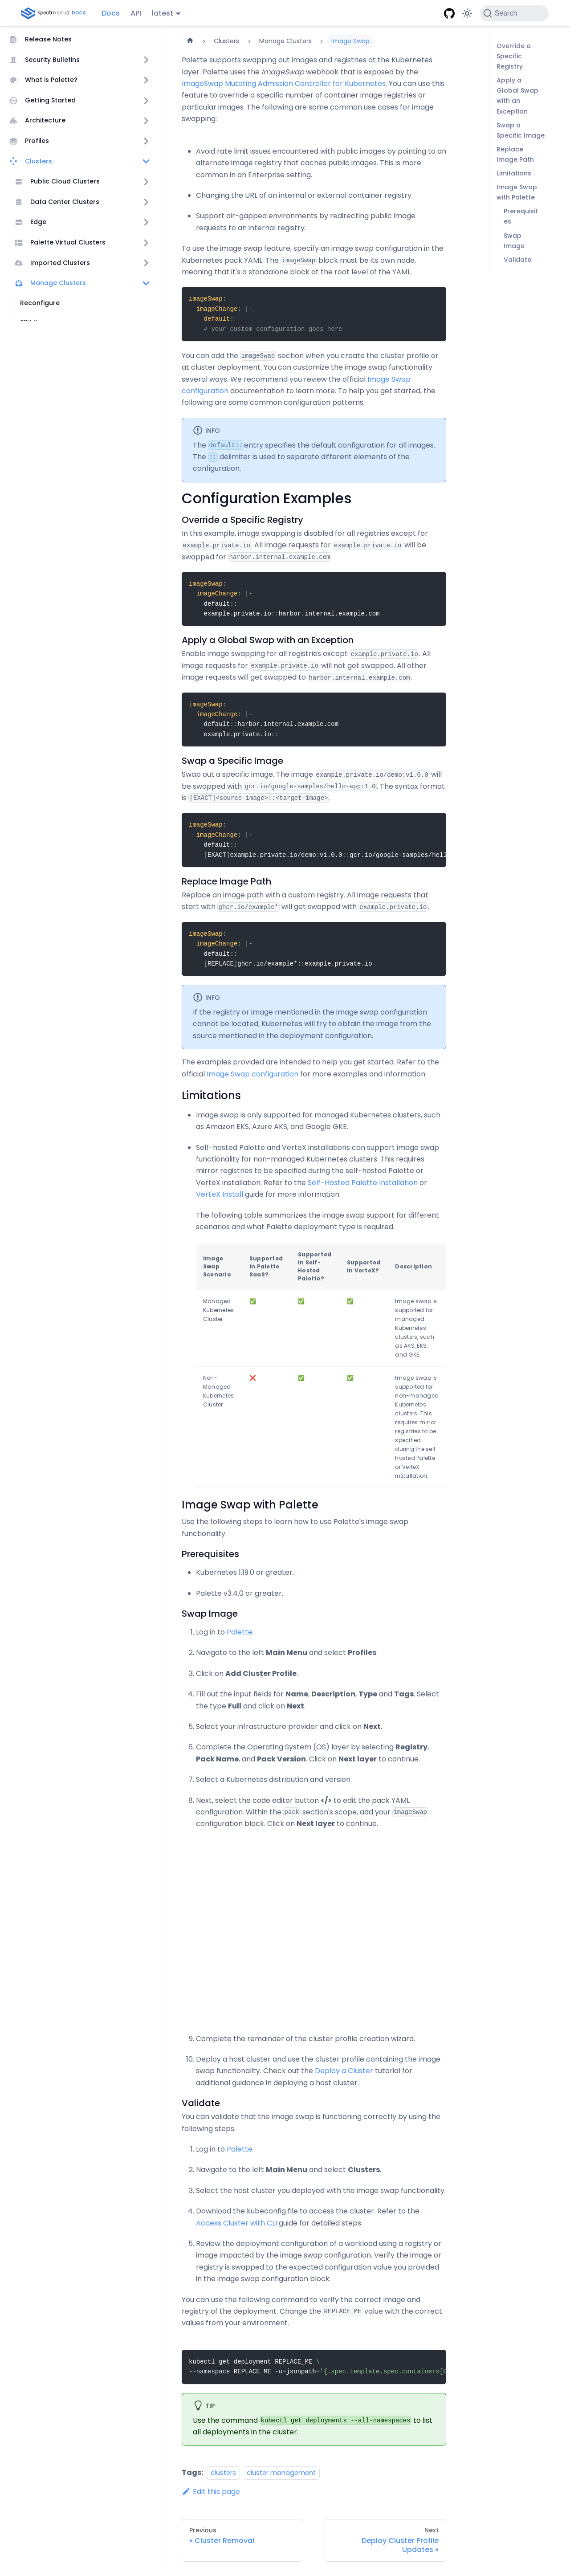 spectro cloud DOCS
Docs
API
latest
Search
Release Notes
Security Bulletins
What is Palette?
Getting Started
Architecture
Profiles
Clusters
Public Cloud Clusters
Data Center Clusters
Edge
Palette Virtual Clusters
Imported Clusters
Manage Clusters
Reconfigure
Clusters
Manage Clusters
Image Swap
Palette supports swapping out images and registries at the Kubernetes
layer. Palette uses the ImageSwap webhook that is exposed by the
ImageSwap Mutating Admission Controller for Kubernetes. You can use this
feature to override a specific number of container image registries or
particular images. The following are some common use cases for image
swapping:
• Avoid rate limit issues encountered with public images by pointing to an
alternate image registry that caches public images. This is more
common in an Enterprise setting.
• Changing the URL of an internal or external container registry.
• Support air-gapped environments by redirecting public image
requests to an internal registry.
To use the image swap feature, specify an image swap configuration in the
Kubernetes pack YAML. The imageSwap block must be its own node,
meaning that it's a standalone block at the root level of the YAML.
imageSwap:
imageChange: |-
default:
# your custom configuration goes here
You can add the imageSwap section when you create the cluster profile or
at cluster deployment. You can customize the image swap functionality
several ways. We recommend you review the official Image Swap
configuration documentation to learn more. To help you get started, the
following are some common configuration patterns.
INFO
The default:: entry specifies the default configuration for all images.
The :: delimiter is used to separate different elements of the
configuration.
Configuration Examples
Override a Specific Registry
In this example, image swapping is disabled for all registries except for
example.private.io. All image requests for example.private.io will be
swapped for harbor.internal.example.com.
imageSwap:
imageChange: |-
default::
example.private.io::harbor.internal.example.com
Apply a Global Swap with an Exception
Enable image swapping for all registries except example.private.io. All
image requests for example.private.io will not get swapped. All other
image requests will get swapped to harbor.internal.example.com.
imageSwap:
imageChange: |-
default::harbor.internal.example.com
example.private.io::
Swap a Specific Image
Swap out a specific image. The image example.private.io/demo:v1.0.0 will
be swapped with gcr.io/google-samples/hello-app:1.0. The syntax format
is [EXACT]<source-image>::<target-image>.
imageSwap:
imageChange: |-
default::
[EXACT]example.private.io/demo:v1.0.0::gcr.io/google-samples/hell
Replace Image Path
Replace an image path with a custom registry. All image requests that
start with ghcr.io/example* will get swapped with example.private.io.
imageSwap:
imageChange: |-
default::
[REPLACE]ghcr.io/example*::example.private.io
INFO
If the registry or image mentioned in the image swap configuration
cannot be located, Kubernetes will try to obtain the image from the
source mentioned in the deployment configuration.
The examples provided are intended to help you get started. Refer to the
official Image Swap configuration for more examples and information.
Limitations
• Image swap is only supported for managed Kubernetes clusters, such
as Amazon EKS, Azure AKS, and Google GKE.
• Self-hosted Palette and VerteX installations can support image swap
functionality for non-managed Kubernetes clusters. This requires
mirror registries to be specified during the self-hosted Palette or
VerteX installation. Refer to the Self-Hosted Palette Installation or
VerteX Install guide for more information.
The following table summarizes the image swap support for different
scenarios and what Palette deployment type is required.
Image Swap Scenario
Supported in Palette SaaS?
Supported in Self-Hosted Palette?
Supported in VerteX?
Description
Managed Kubernetes Cluster
✅ ✅ ✅
Image swap is supported for managed Kubernetes clusters, such as AKS, EKS, and GKE.
Non-Managed Kubernetes Cluster
❌ ✅ ✅
Image swap is supported for non-managed Kubernetes clusters. This requires mirror registries to be specified during the self-hosted Palette or VerteX installation
Image Swap with Palette
Use the following steps to learn how to use Palette's image swap
functionality.
Prerequisites
• Kubernetes 1.19.0 or greater.
• Palette v3.4.0 or greater.
Swap Image
1. Log in to Palette.
2. Navigate to the left Main Menu and select Profiles.
3. Click on Add Cluster Profile.
4. Fill out the input fields for Name, Description, Type and Tags. Select
the type Full and click on Next.
5. Select your infrastructure provider and click on Next.
6. Complete the Operating System (OS) layer by selecting Registry,
Pack Name, and Pack Version. Click on Next layer to continue.
7. Select a Kubernetes distribution and version.
8. Next, select the code editor button </> to edit the pack YAML
configuration. Within the pack section's scope, add your imageSwap
configuration block. Click on Next layer to continue.
9. Complete the remainder of the cluster profile creation wizard.
10. Deploy a host cluster and use the cluster profile containing the image
swap functionality. Check out the Deploy a Cluster tutorial for
additional guidance in deploying a host cluster.
Validate
You can validate that the image swap is functioning correctly by using the
following steps.
1. Log in to Palette.
2. Navigate to the left Main Menu and select Clusters.
3. Select the host cluster you deployed with the image swap functionality.
4. Download the kubeconfig file to access the cluster. Refer to the
Access Cluster with CLI guide for detailed steps.
5. Review the deployment configuration of a workload using a registry or
image impacted by the image swap configuration. Verify the image or
registry is swapped to the expected configuration value you provided
in the image swap configuration block.
You can use the following command to verify the correct image and
registry of the deployment. Change the REPLACE_ME value with the correct
values from your environment.
kubectl get deployment REPLACE_ME \
--namespace REPLACE_ME -o=jsonpath='{.spec.template.spec.containers[0
TIP
Use the command kubectl get deployments --all-namespaces to list
all deployments in the cluster.
Tags: clusters cluster management
Edit this page
Previous
« Cluster Removal
Next
Deploy Cluster Profile
Updates »
Override a
Specific
Registry
Apply a
Global Swap
with an
Exception
Swap a
Specific Image
Replace
Image Path
Limitations
Image Swap
with Palette
Prerequisit
es
Swap
Image
Validate